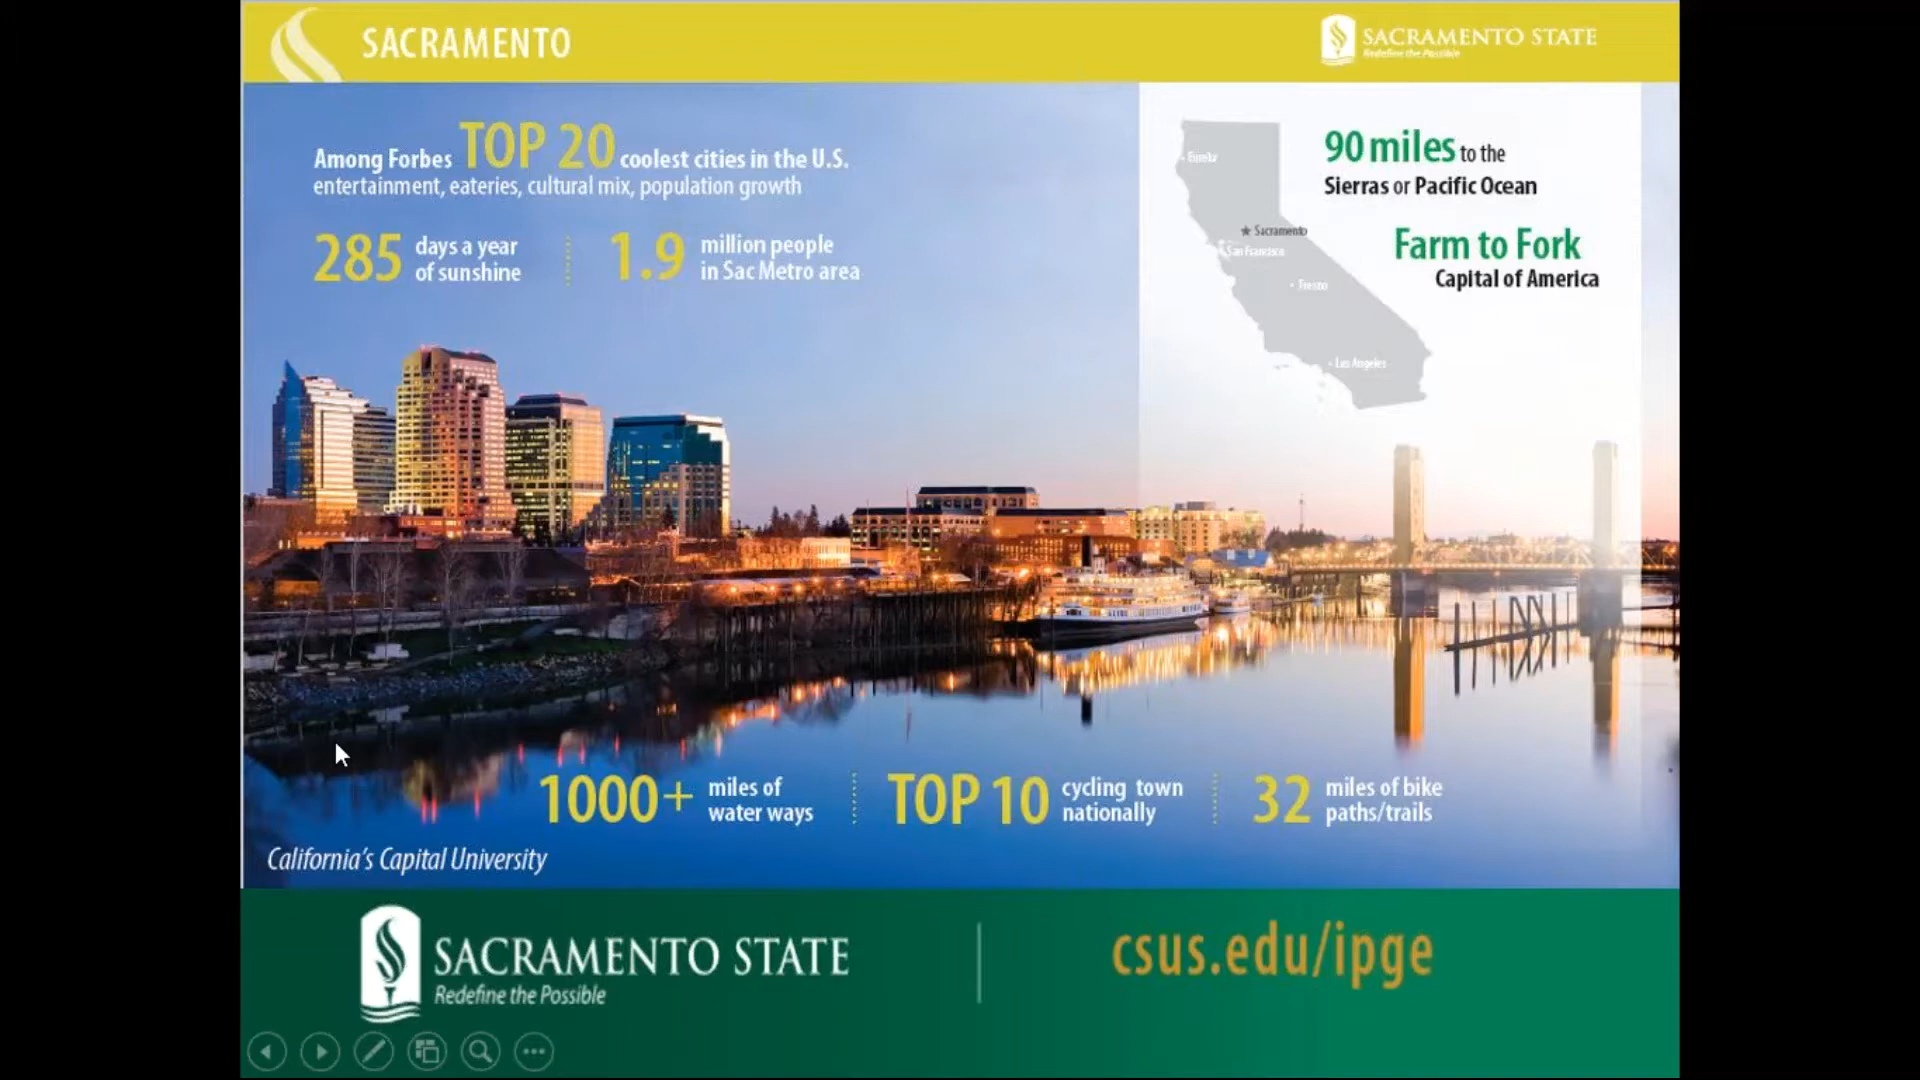 SACRAMENTO
SACRAMENTO STATE
Redefine the Possible
Among Forbes TOP 20 coolest cities in the U.S.
entertainment, eateries, cultural mix, population growth
285 days a year
of sunshine
1.9 million people
in Sac Metro area
Eureka
Sacramento
San Francisco
Fresno
Los Angeles
90 miles to the
Sierras or Pacific Ocean
Farm to Fork
Capital of America
1000+ miles of
water ways
TOP 10 cycling town
nationally
32 miles of bike
paths/trails
California's Capital University
SACRAMENTO STATE
Redefine the Possible
csus.edu/ipge